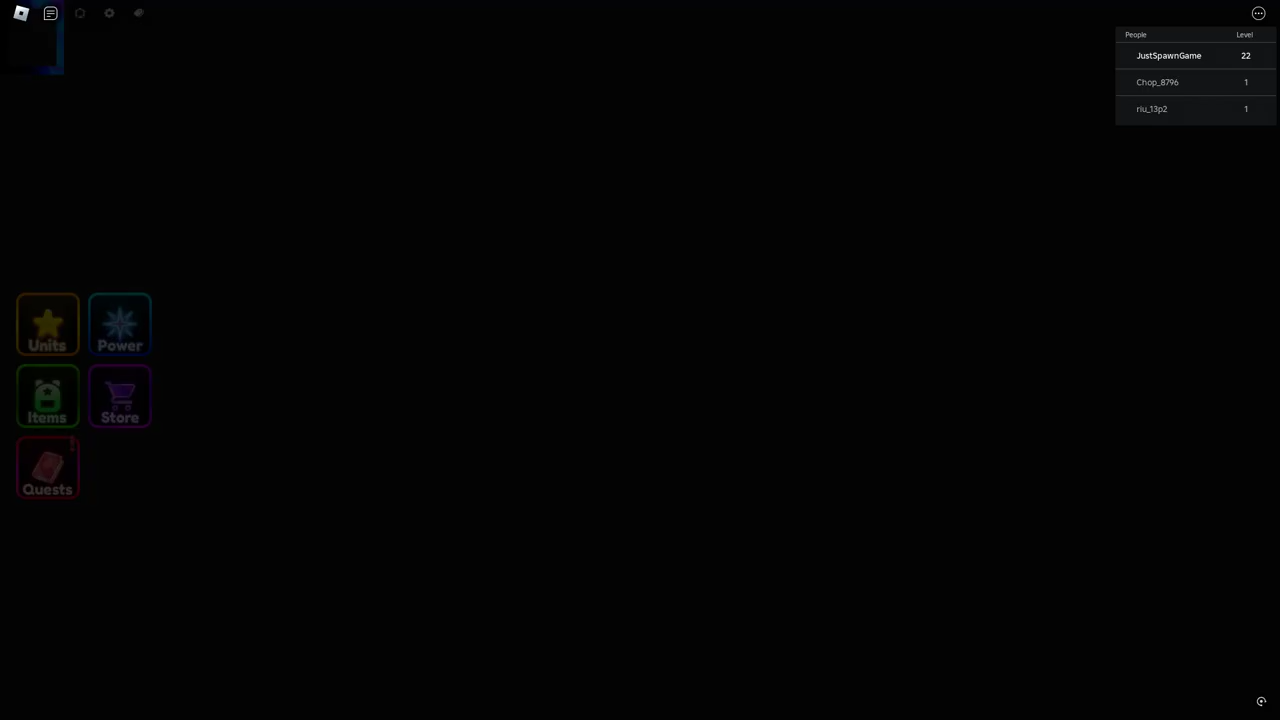 People Level
JustSpawnGame 22
Chop_8796 1
riu_13p2 1
Units
Power
Items
Store
Quests